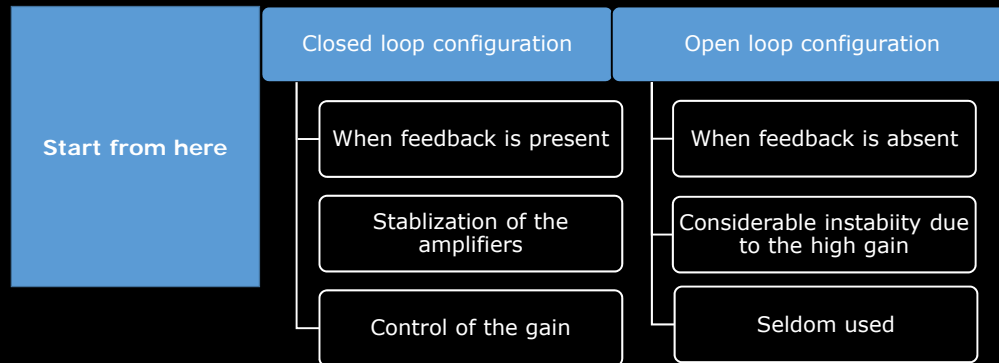 Start from here
Closed loop configuration
When feedback is present
Stablization of the
amplifiers
Control of the gain
Open loop configuration
When feedback is absent
Considerable instabiity due
to the high gain
Seldom used